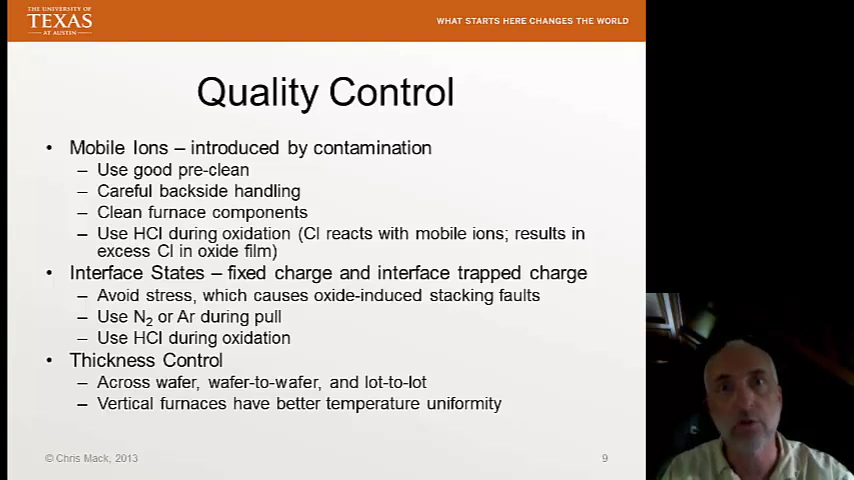 THE UNIVERSITY OF
TEXAS
AT AUSTIN
WHAT STARTS HERE CHANGES THE WORLD
Quality Control
• Mobile Ions – introduced by contamination
– Use good pre-clean
– Careful backside handling
– Clean furnace components
– Use HCl during oxidation (Cl reacts with mobile ions; results in
excess Cl in oxide film)
• Interface States – fixed charge and interface trapped charge
– Avoid stress, which causes oxide-induced stacking faults
– Use N2 or Ar during pull
– Use HCl during oxidation
• Thickness Control
– Across wafer, wafer-to-wafer, and lot-to-lot
– Vertical furnaces have better temperature uniformity
© Chris Mack, 2013
9